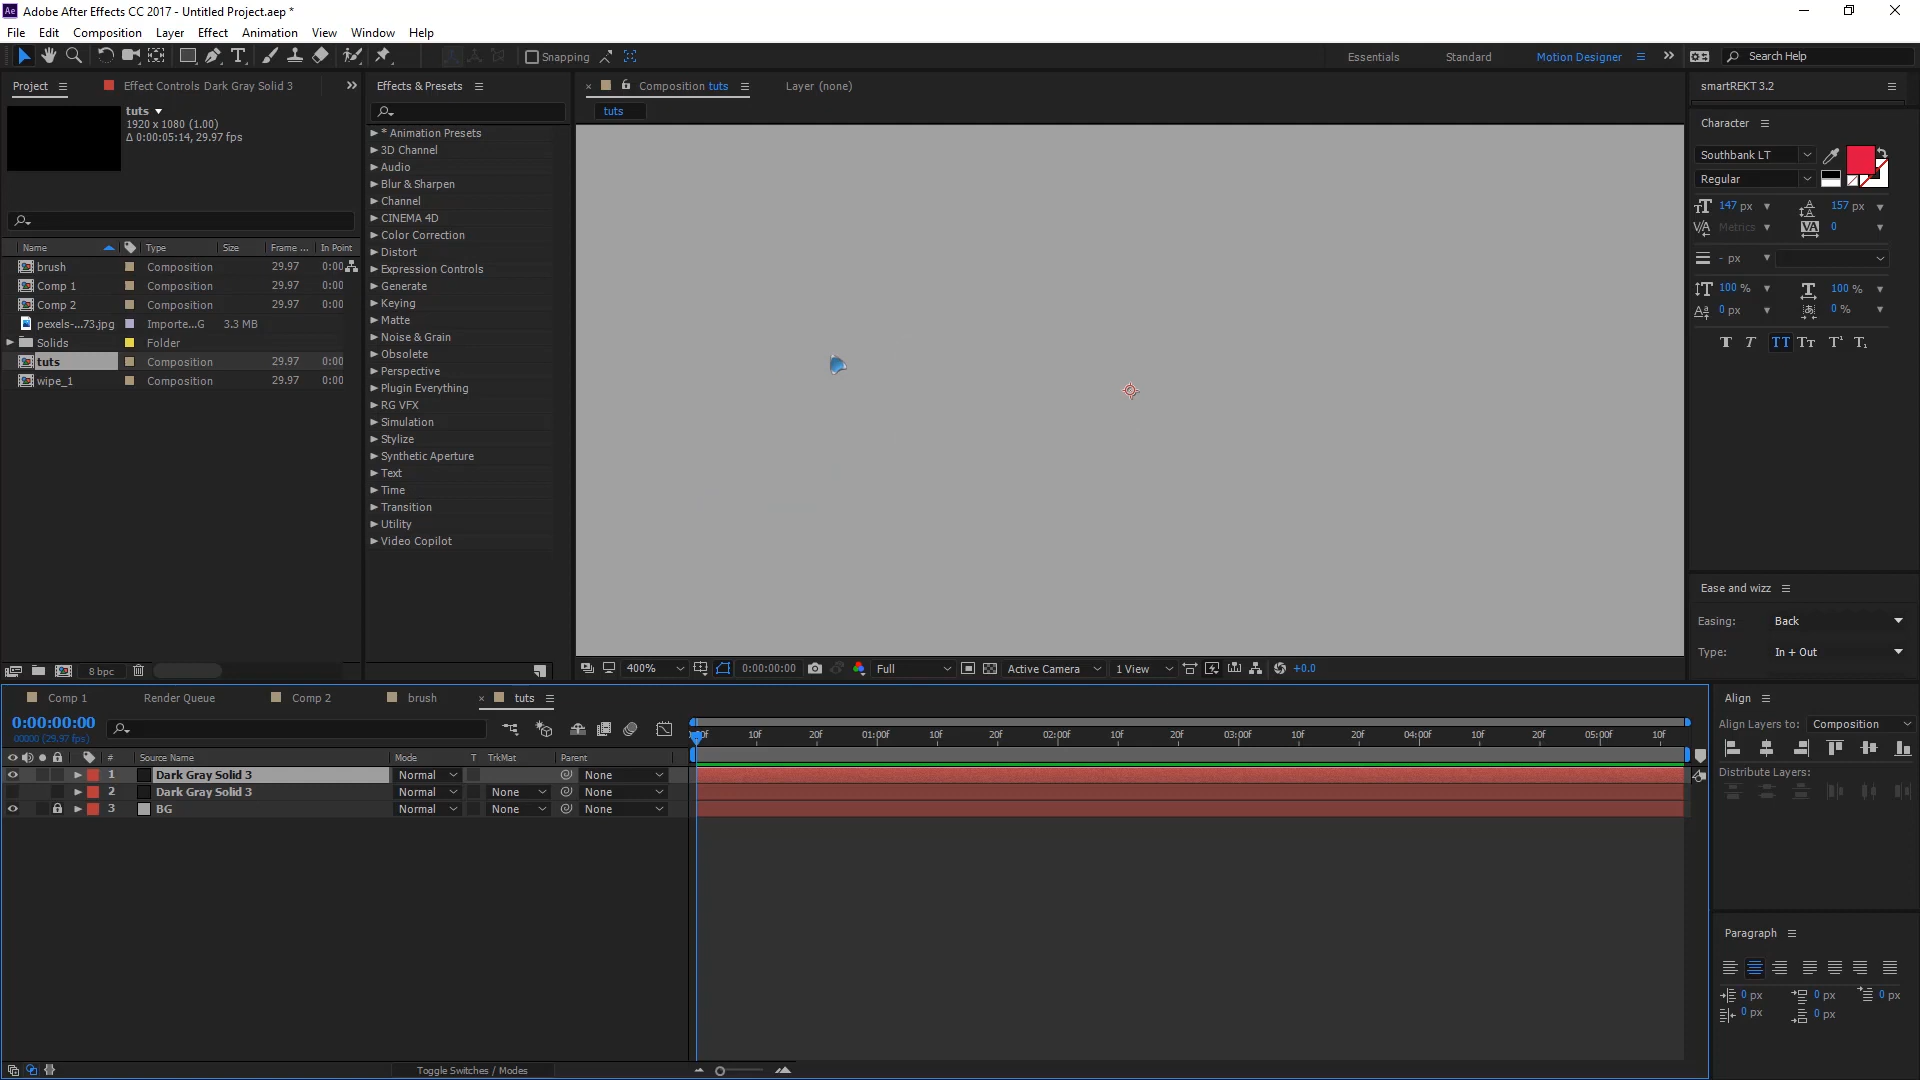 Adobe After Effects CC 2017 - Untitled Project.aep *
File Edit Composition Layer Effect Animation View Window Help
Snapping
Essentials Standard Motion Designer Search Help
Project Effect Controls Dark Gray Solid 3
tuts
1920 x 1080 (1.00)
Δ 0:00:05:14, 29.97 fps
Name Type Size Frame ... In Point
brush Composition 29.97 0:00
Comp 1 Composition 29.97 0:00
Comp 2 Composition 29.97 0:00
pexels-...73.jpg Importe...G 3.3 MB
Solids Folder
tuts Composition 29.97 0:00
wipe_1 Composition 29.97 0:00
8 bpc
Effects & Presets
* Animation Presets
3D Channel
Audio
Blur & Sharpen
Channel
CINEMA 4D
Color Correction
Distort
Expression Controls
Generate
Keying
Matte
Noise & Grain
Obsolete
Perspective
Plugin Everything
RG VFX
Simulation
Stylize
Synthetic Aperture
Text
Time
Transition
Utility
Video Copilot
Composition tuts Layer (none)
tuts
400% 0:00:00:00 Full Active Camera 1 View +0.0
smartREKT 3.2
Character
Southbank LT
Regular
147 px 157 px
Metrics 0
- px
100 % 100 %
0 px 0 %
Ease and wizz
Easing: Back
Type: In + Out
Comp 1 Render Queue Comp 2 brush tuts
0:00:00:00
00000 (29.97 fps)
# Source Name Mode T TrkMat Parent
1 Dark Gray Solid 3 Normal None
2 Dark Gray Solid 3 Normal None None
3 BG Normal None None
10f 20f 01:00f 10f 20f 02:00f 10f 20f 03:00f 10f 20f 04:00f 10f 20f 05:00f 10f
Toggle Switches / Modes
Align
Align Layers to: Composition
Distribute Layers:
Paragraph
0 px 0 px 0 px
0 px 0 px